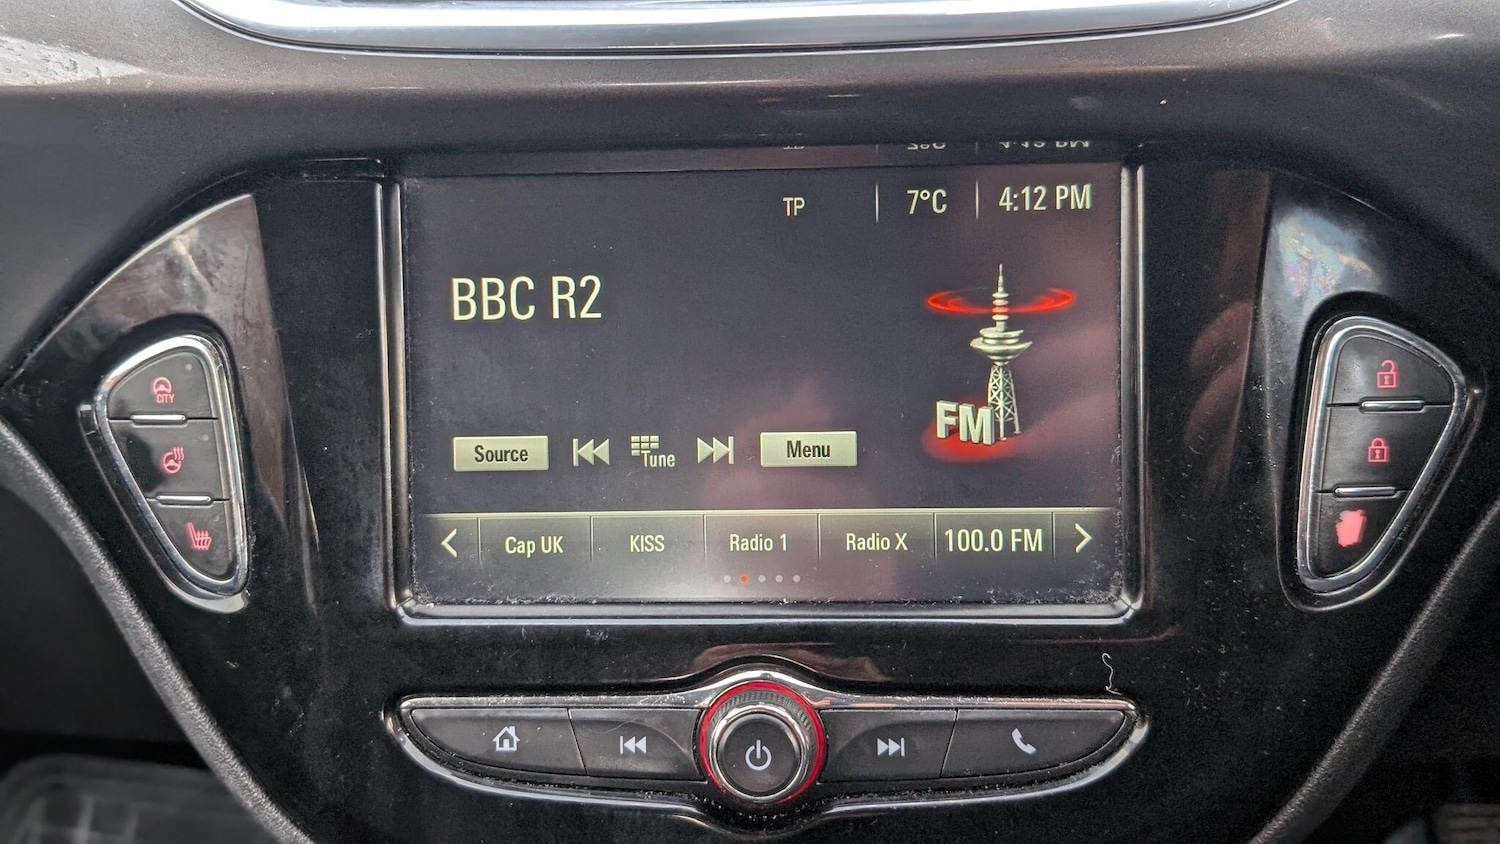 TP 7°C 4:12 PM
BBC R2
FM
CITY
Source Tune Menu
Cap UK KISS Radio 1 Radio X 100.0 FM